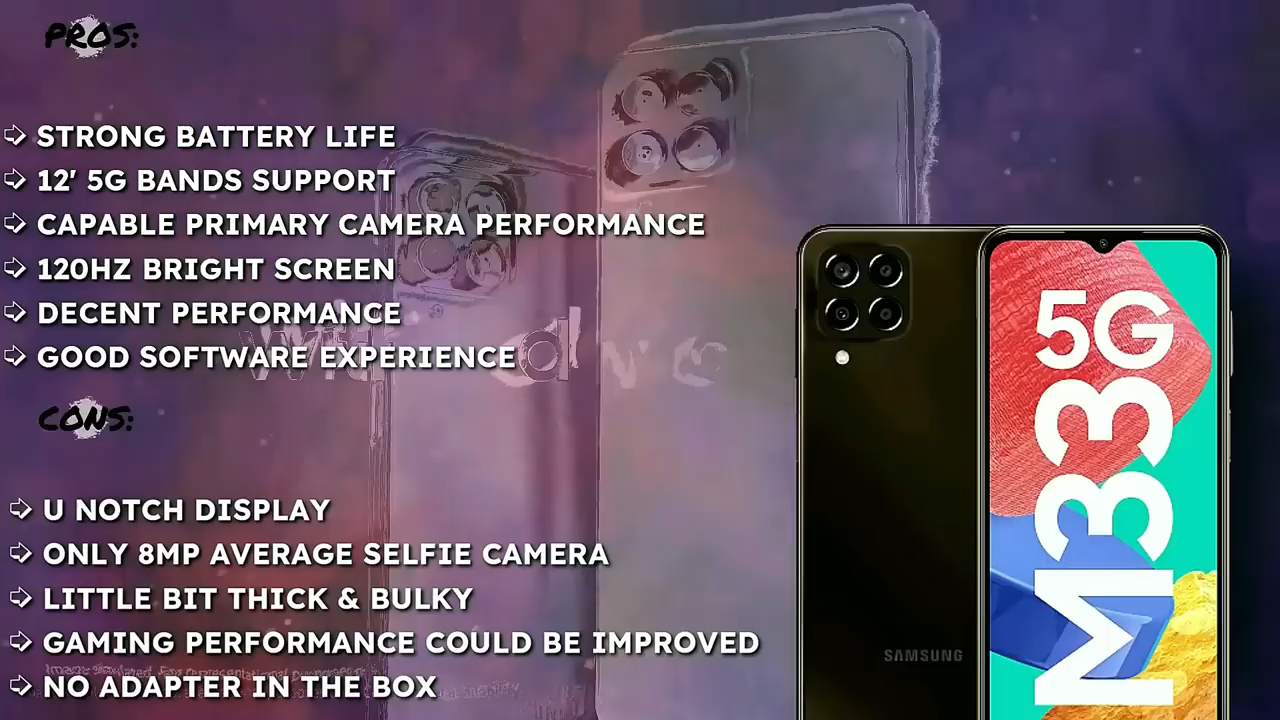 PROS:
➩ STRONG BATTERY LIFE
➩ 12' 5G BANDS SUPPORT
➩ CAPABLE PRIMARY CAMERA PERFORMANCE
➩ 120HZ BRIGHT SCREEN
➩ DECENT PERFORMANCE
➩ GOOD SOFTWARE EXPERIENCE
CONS:
➩ U NOTCH DISPLAY
➩ ONLY 8MP AVERAGE SELFIE CAMERA
➩ LITTLE BIT THICK & BULKY
➩ GAMING PERFORMANCE COULD BE IMPROVED
➩ NO ADAPTER IN THE BOX
SAMSUNG
M33 5G